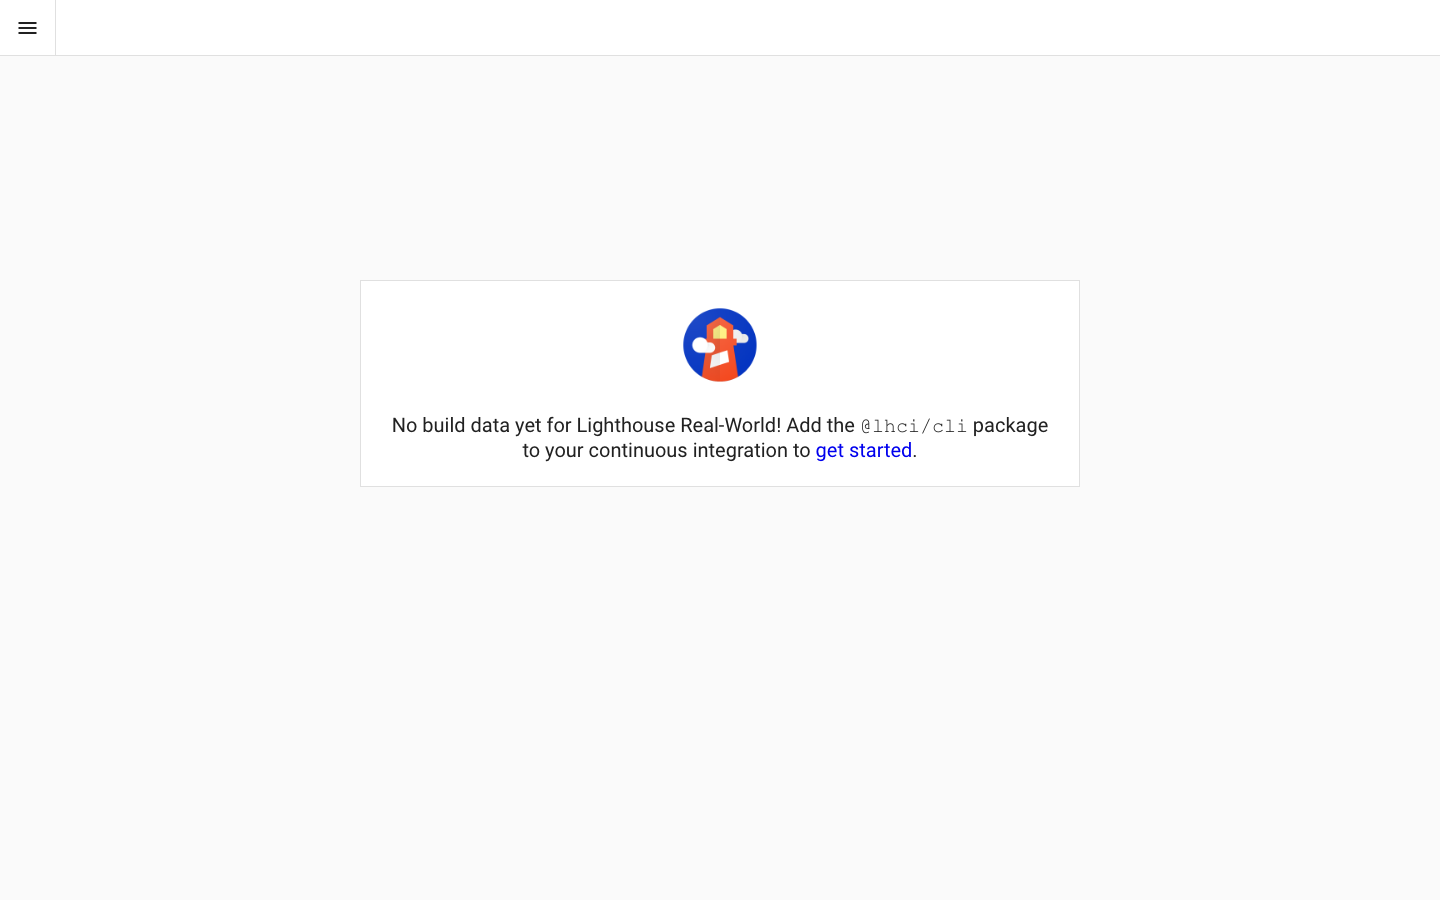 No build data yet for Lighthouse Real-World! Add the @lhci/cli package
to your continuous integration to get started.